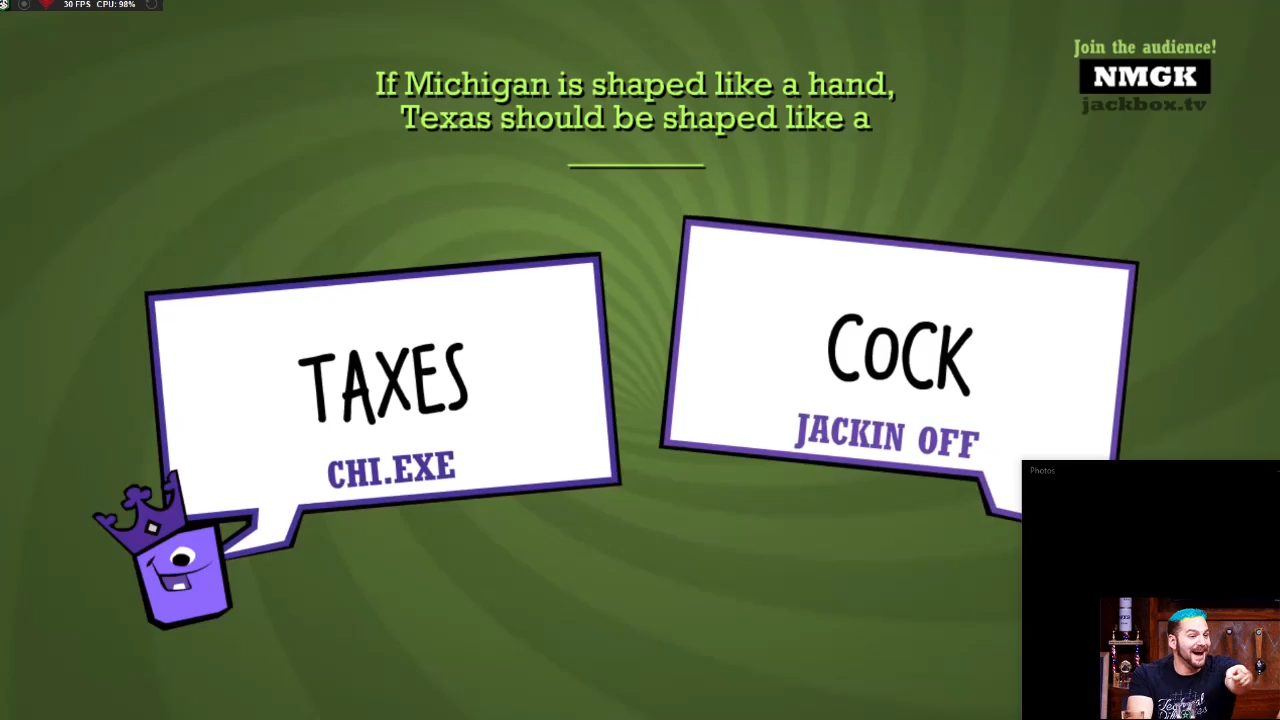 30 FPS CPU: 98%
Join the audience!
NMGK
jackbox.tv
If Michigan is shaped like a hand,
Texas should be shaped like a
TAXES
CHI.EXE
COCK
JACKIN OFF
Photos
Technical